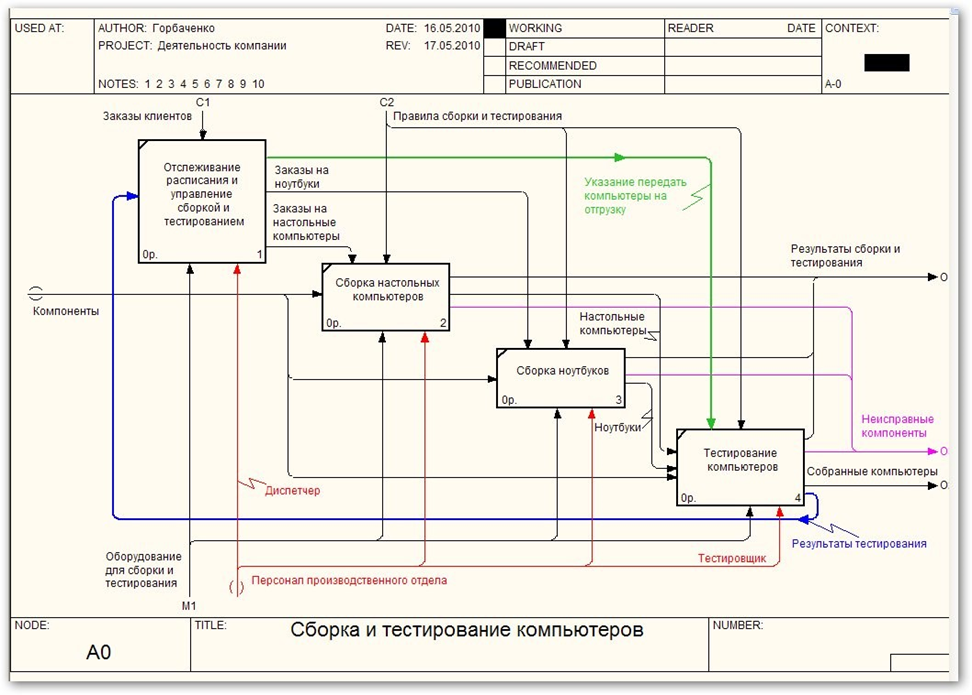 USED AT:
AUTHOR: Горбаченко
DATE: 16.05.2010
WORKING
READER
DATE
CONTEXT:
PROJECT: Деятельность компании
REV: 17.05.2010
DRAFT
RECOMMENDED
NOTES: 1 2 3 4 5 6 7 8 9 10
PUBLICATION
A-0
C1
C2
Заказы клиентов
Правила сборки и тестирования
Отслеживание
расписания и
управление
сборкой и
тестированием
0р.
1
Заказы на
ноутбуки
Заказы на
настольные
компьютеры
Указание передать
компьютеры на
отгрузку
Результаты сборки и
тестирования
O
Компоненты
Сборка настольных
компьютеров
0р.
2
Настольные
компьютеры
Сборка ноутбуков
0р.
3
Ноутбуки
Неисправные
компоненты
O
Тестирование
компьютеров
0р.
4
Собранные компьютеры
O
Диспетчер
Результаты тестирования
Оборудование
для сборки и
тестирования
Тестировщик
Персонал производственного отдела
M1
NODE:
TITLE:
Сборка и тестирование компьютеров
NUMBER:
A0